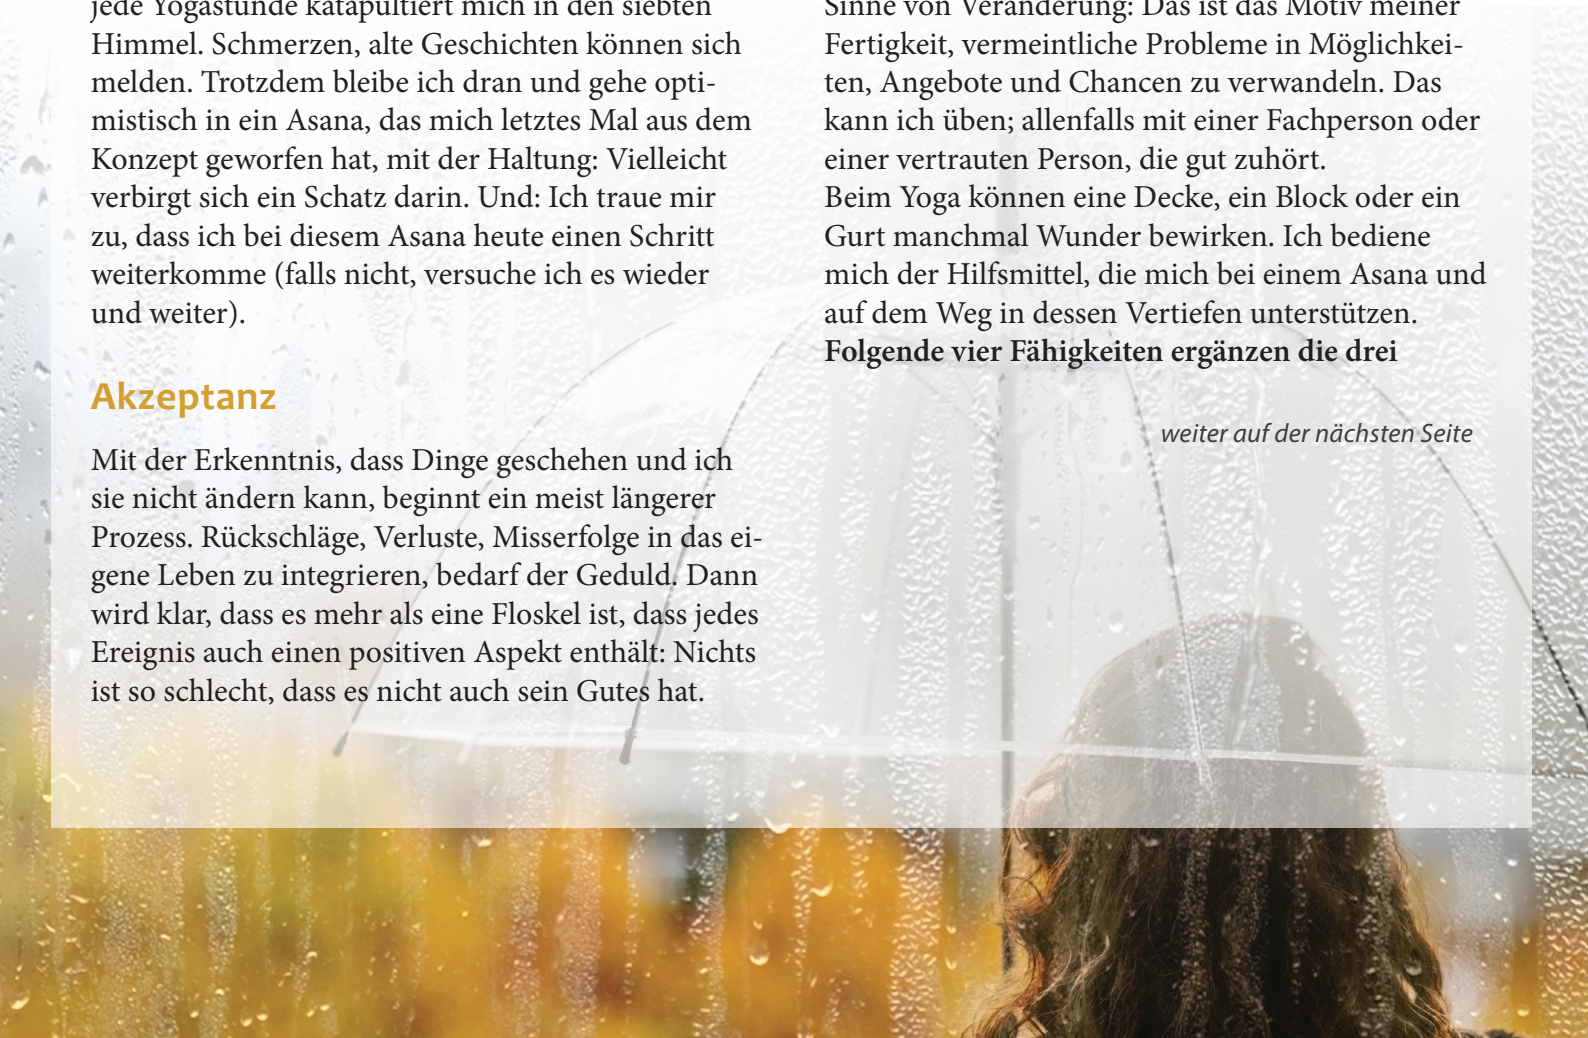 jede Yogastunde katapultiert mich in den siebten
Himmel. Schmerzen, alte Geschichten können sich
melden. Trotzdem bleibe ich dran und gehe opti-
mistisch in ein Asana, das mich letztes Mal aus dem
Konzept geworfen hat, mit der Haltung: Vielleicht
verbirgt sich ein Schatz darin. Und: Ich traue mir
zu, dass ich bei diesem Asana heute einen Schritt
weiterkomme (falls nicht, versuche ich es wieder
und weiter).
Akzeptanz
Mit der Erkenntnis, dass Dinge geschehen und ich
sie nicht ändern kann, beginnt ein meist längerer
Prozess. Rückschläge, Verluste, Misserfolge in das ei-
gene Leben zu integrieren, bedarf der Geduld. Dann
wird klar, dass es mehr als eine Floskel ist, dass jedes
Ereignis auch einen positiven Aspekt enthält: Nichts
ist so schlecht, dass es nicht auch sein Gutes hat.
Sinne von Veränderung: Das ist das Motiv meiner
Fertigkeit, vermeintliche Probleme in Möglichkei-
ten, Angebote und Chancen zu verwandeln. Das
kann ich üben; allenfalls mit einer Fachperson oder
einer vertrauten Person, die gut zuhört.
Beim Yoga können eine Decke, ein Block oder ein
Gurt manchmal Wunder bewirken. Ich bediene
mich der Hilfsmittel, die mich bei einem Asana und
auf dem Weg in dessen Vertiefen unterstützen.
Folgende vier Fähigkeiten ergänzen die drei
weiter auf der nächsten Seite